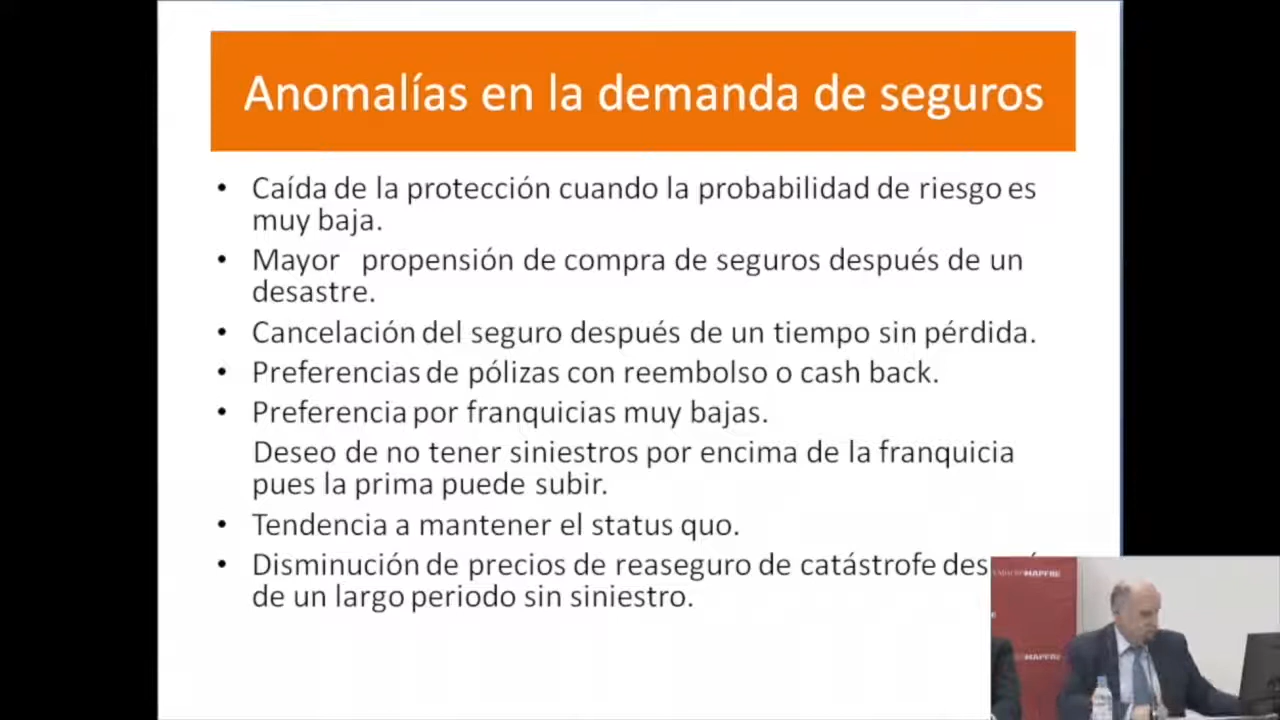 Anomalías en la demanda de seguros
• Caída de la protección cuando la probabilidad de riesgo es
muy baja.
• Mayor propensión de compra de seguros después de un
desastre.
• Cancelación del seguro después de un tiempo sin pérdida.
• Preferencias de pólizas con reembolso o cash back.
• Preferencia por franquicias muy bajas.
Deseo de no tener siniestros por encima de la franquicia
pues la prima puede subir.
• Tendencia a mantener el status quo.
• Disminución de precios de reaseguro de catástrofe
de un largo periodo sin siniestro.
MAPFRE
MAPFRE